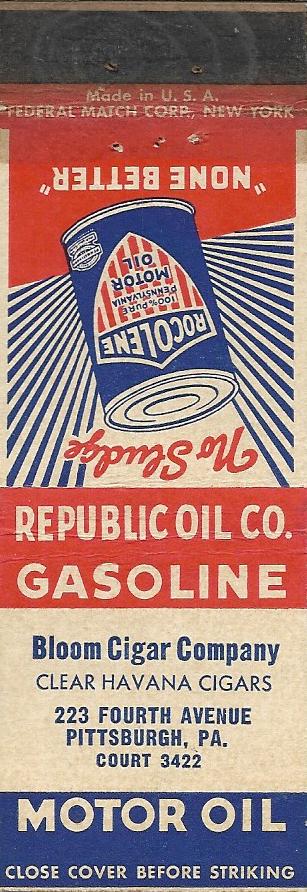 Made in U. S. A.
FEDERAL MATCH CORP., NEW YORK
No Sludge
ROCOLENE
100% PURE
PENNSYLVANIA
MOTOR
OIL
"NONE BETTER"
REPUBLIC OIL CO.
GASOLINE
Bloom Cigar Company
CLEAR HAVANA CIGARS
223 FOURTH AVENUE
PITTSBURGH, PA.
COURT 3422
MOTOR OIL
CLOSE COVER BEFORE STRIKING